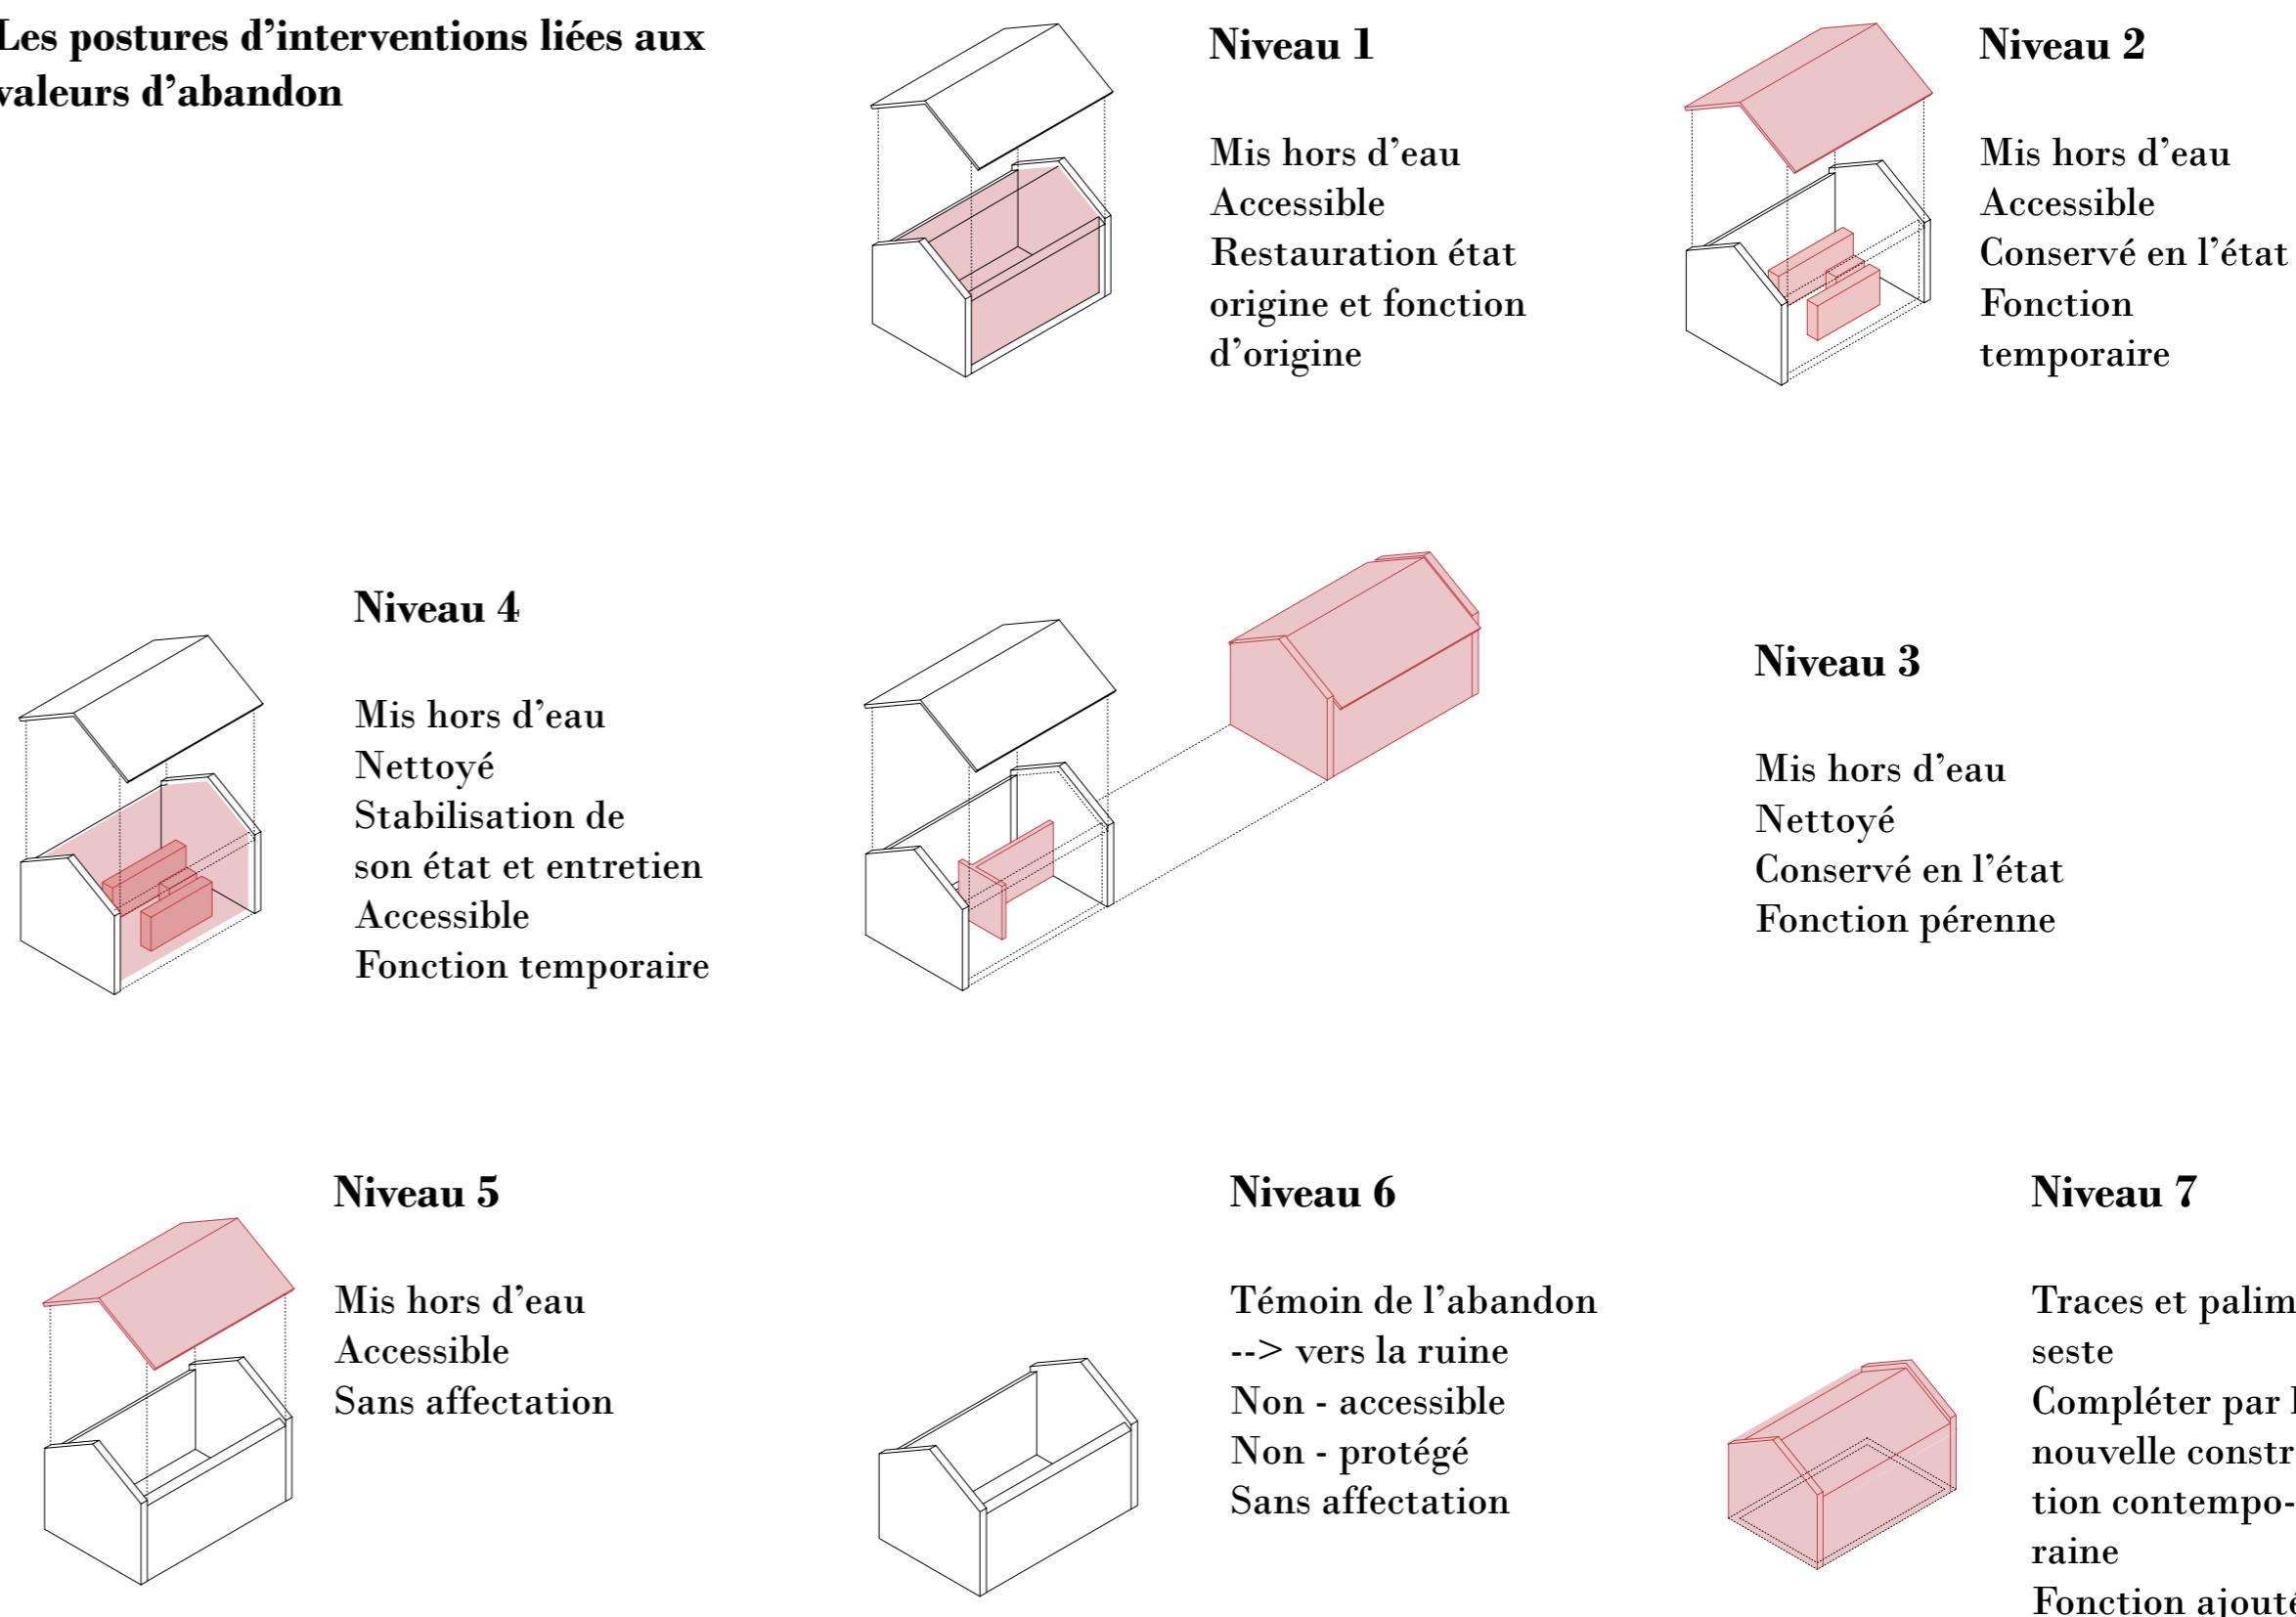 Les postures d’interventions liées aux
valeurs d’abandon
Niveau 1
Mis hors d’eau
Accessible
Restauration état
origine et fonction
d’origine
Niveau 2
Mis hors d’eau
Accessible
Conservé en l’état
Fonction
temporaire
Niveau 4
Mis hors d’eau
Nettoyé
Stabilisation de
son état et entretien
Accessible
Fonction temporaire
Niveau 3
Mis hors d’eau
Nettoyé
Conservé en l’état
Fonction pérenne
Niveau 5
Mis hors d’eau
Accessible
Sans affectation
Niveau 6
Témoin de l’abandon
--> vers la ruine
Non - accessible
Non - protégé
Sans affectation
Niveau 7
Traces et palim
seste
Compléter par
nouvelle constr
tion contempo-
raine
Fonction ajouté